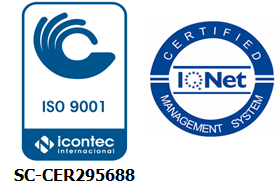 ISO 9001
icontec
internacional
SC-CER295688
CERTIFIED
IQNet
MANAGEMENT SYSTEM